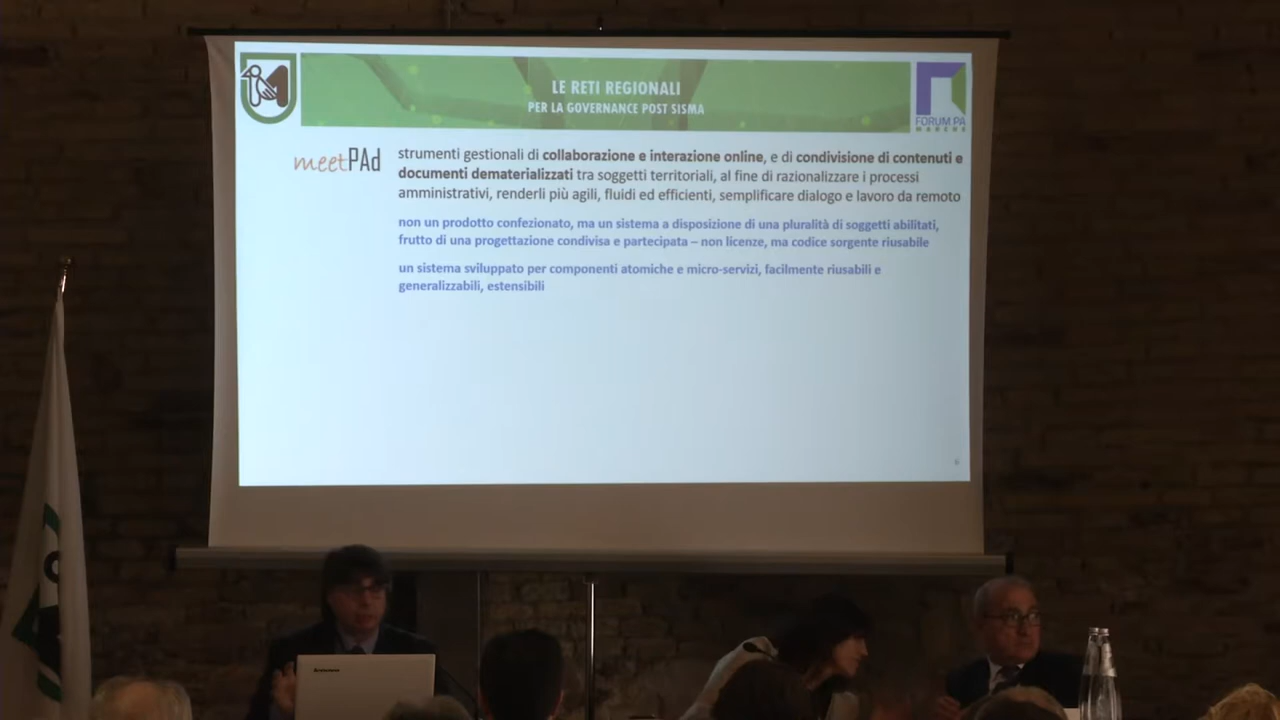 LE RETI REGIONALI
PER LA GOVERNANCE POST SISMA
FORUM PA
MARCHE
meetPAd
strumenti gestionali di collaborazione e interazione online, e di condivisione di contenuti e
documenti dematerializzati tra soggetti territoriali, al fine di razionalizzare i processi
amministrativi, renderli più agili, fluidi ed efficienti, semplificare dialogo e lavoro da remoto
non un prodotto confezionato, ma un sistema a disposizione di una pluralità di soggetti abilitati,
frutto di una progettazione condivisa e partecipata – non licenze, ma codice sorgente riusabile
un sistema sviluppato per componenti atomiche e micro-servizi, facilmente riusabili e
generalizzabili, estensibili